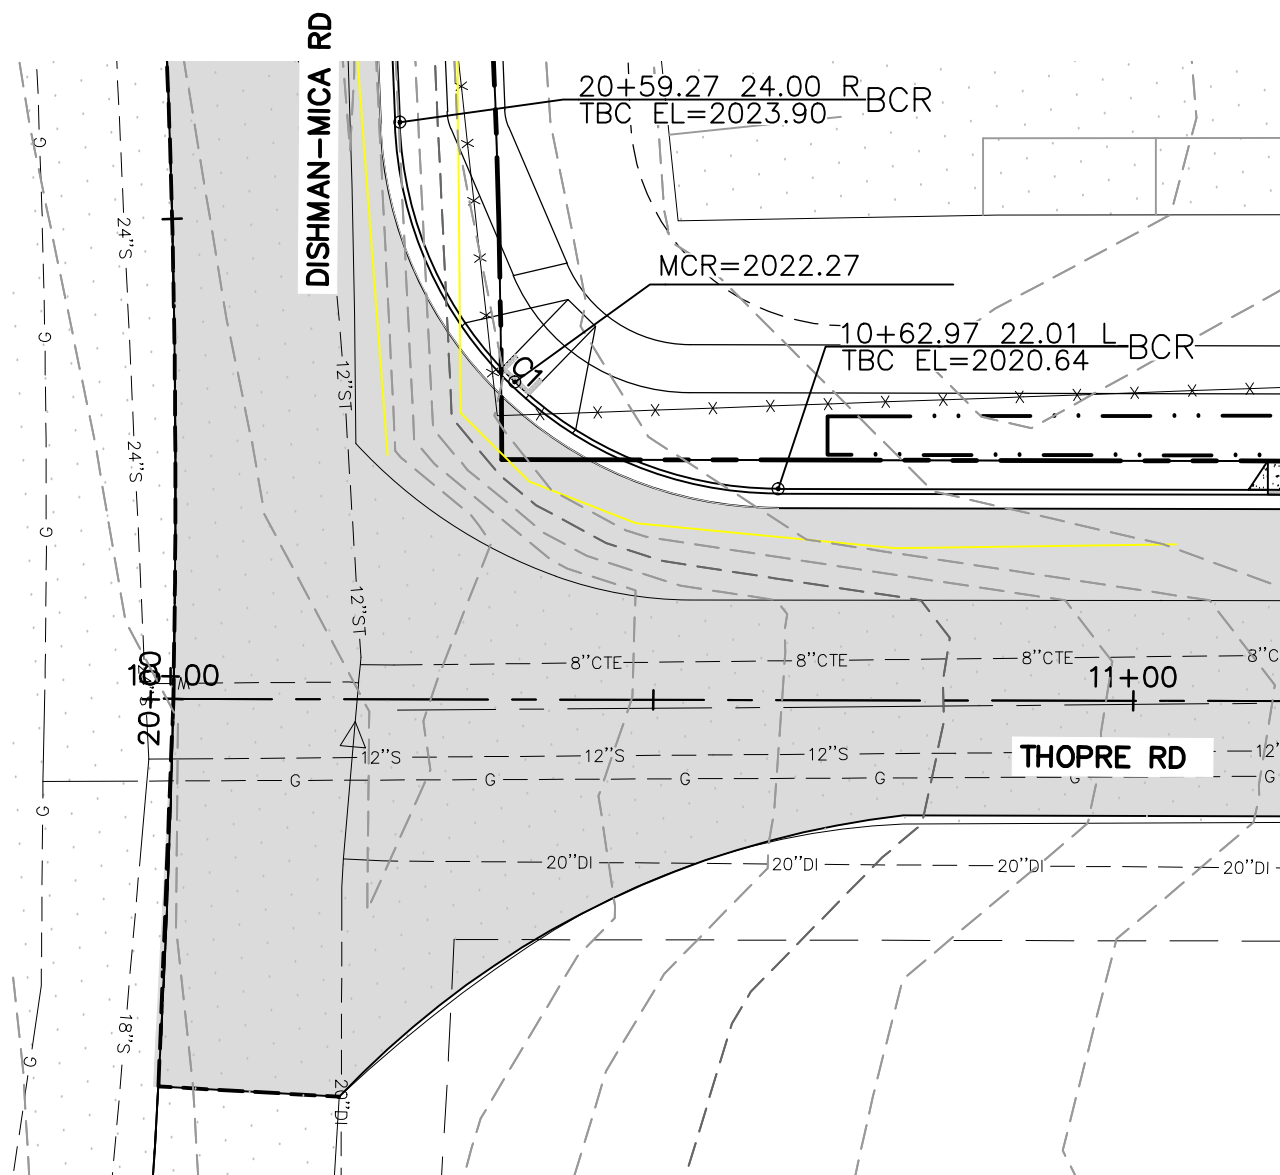 DISHMAN-MICA RD
20+59.27 24.00 R
TBC EL=2023.90
BCR
G
24"S
MCR=2022.27
10+62.97 22.01 L
TBC EL=2020.64
BCR
G
12"ST
C1
24"S
G
12"ST
8"CTE
8"CTE
8"CTE
8"C
10+00
11+00
20
W
12"S
12"S
12"S
12"
THOPRE RD
G
G
G
G
G
G
G
20"DI
20"DI
20"DI
20"DI
18"S
G
20"DI